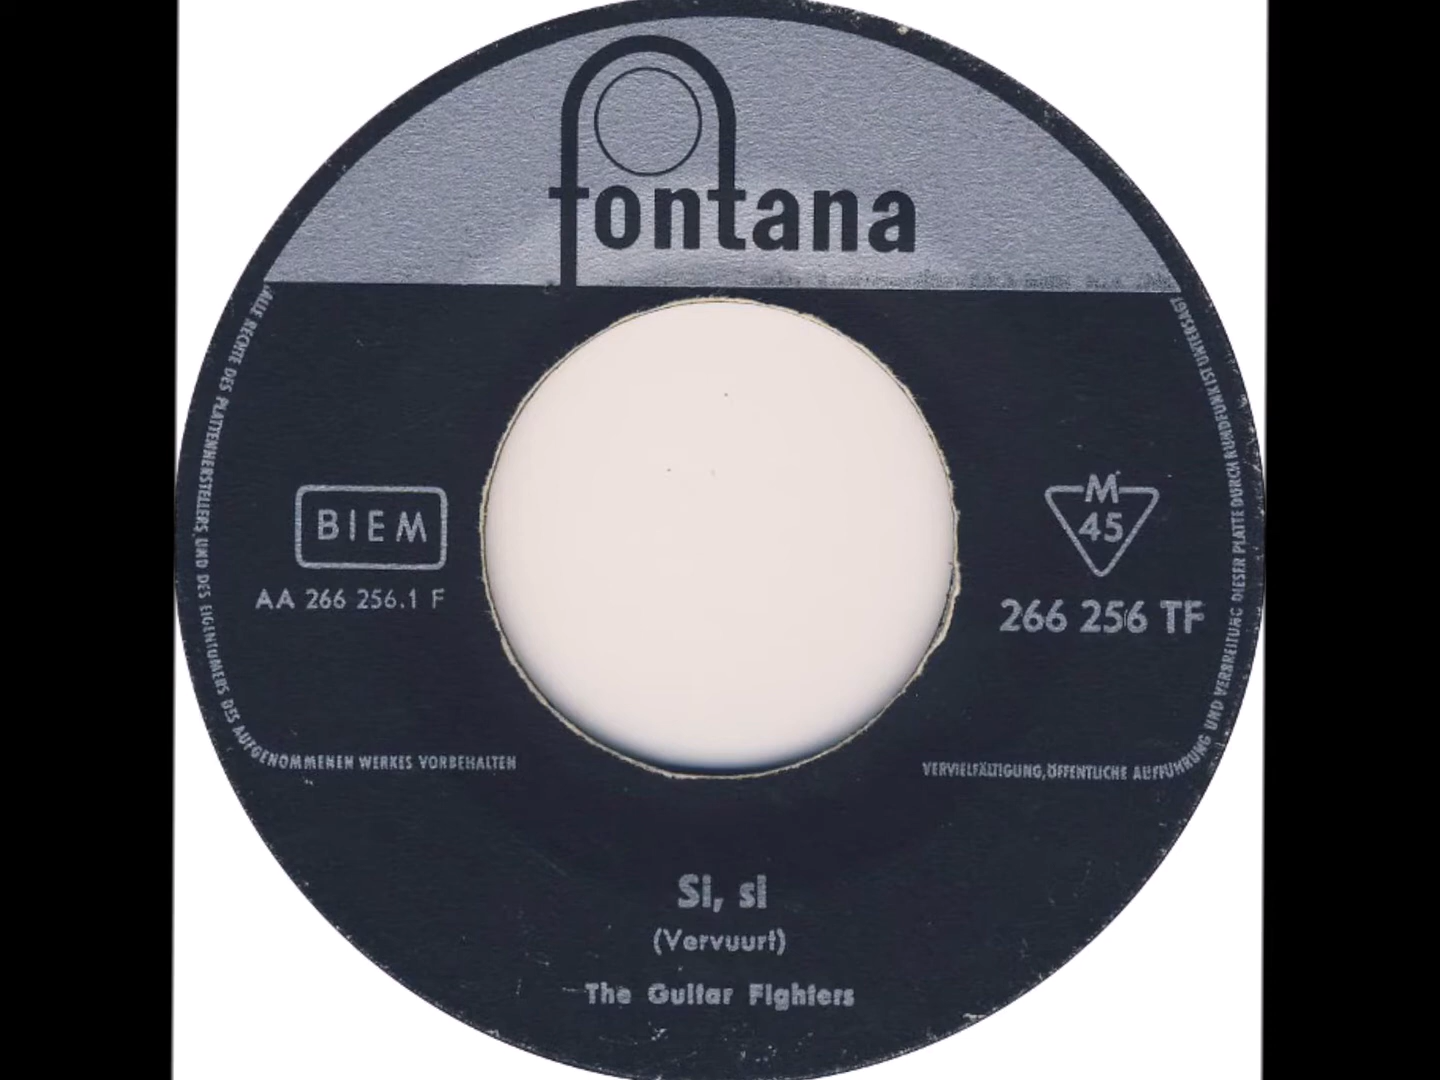 fontana
ALLE RECHTE DES PLATTENHERSTELLERS UND DES EIGENTUMERS DES AUFGENOMMENEN WERKES VORBEHALTEN
BIEM
AA 266 256.1 F
M
45
266 256 TF
VERVIELFÄLTIGUNG, ÖFFENTLICHE AUFFÜHRUNG UND VERBREITUNG DIESER PLATTE DURCH RUNDFUNK IST UNTERSAGT
Si, si
(Vervuurt)
The Guitar Fighters